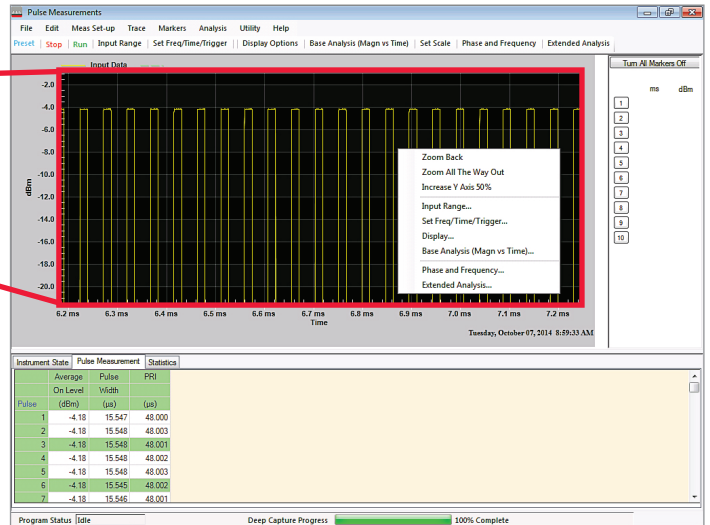 Pulse Measurements
File Edit Meas Set-up Trace Markers Analysis Utility Help
Preset Stop Run Input Range Set Freq/Time/Trigger Display Options Base Analysis (Magn vs Time) Set Scale Phase and Frequency Extended Analysis
Input Data
Turn All Markers Off
ms dBm
1
2
3
4
5
6
7
8
9
10
dBm
-2.0
-4.0
-6.0
-8.0
-10.0
-12.0
-14.0
-16.0
-18.0
-20.0
Zoom Back
Zoom All The Way Out
Increase Y Axis 50%
Input Range...
Set Freq/Time/Trigger...
Display...
Base Analysis (Magn vs Time)...
Phase and Frequency...
Extended Analysis...
6.2 ms 6.3 ms 6.4 ms 6.5 ms 6.6 ms 6.7 ms 6.8 ms 6.9 ms 7.0 ms 7.1 ms 7.2 ms
Time
Tuesday, October 07, 2014 8:59:33 AM
Instrument State Pulse Measurement Statistics
Average Pulse PRI
On Level Width
Pulse (dBm) (µs) (µs)
1 -4.18 15.547 48.000
2 -4.18 15.548 48.003
3 -4.18 15.548 48.001
4 -4.18 15.548 48.002
5 -4.18 15.548 48.003
6 -4.18 15.545 48.002
7 -4.18 15.546 48.001
Program Status Idle Deep Capture Progress 100% Complete